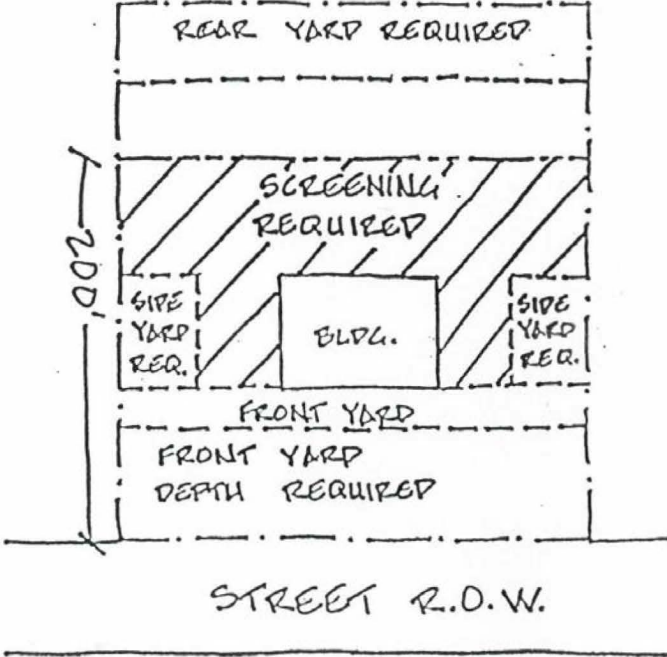 REAR YARD REQUIRED
SCREENING
REQUIRED
200'
SIDE
YARD
REQ.
BLDG.
SIDE
YARD
REQ.
FRONT YARD
FRONT YARD
DEPTH REQUIRED
STREET R.O.W.